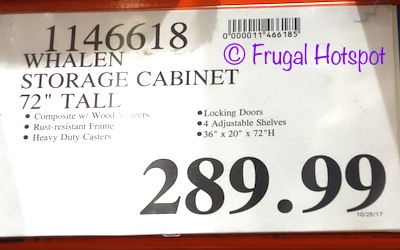 1146618
0000011466185
© Frugal Hotspot
WHALEN
STORAGE CABINET
72" TALL
• Composite w/ Wood Veneers
• Rust-resistant Frame
• Heavy Duty Casters
• Locking Doors
• 4 Adjustable Shelves
• 36" x 20" x 72"H
289.99
10/25/17